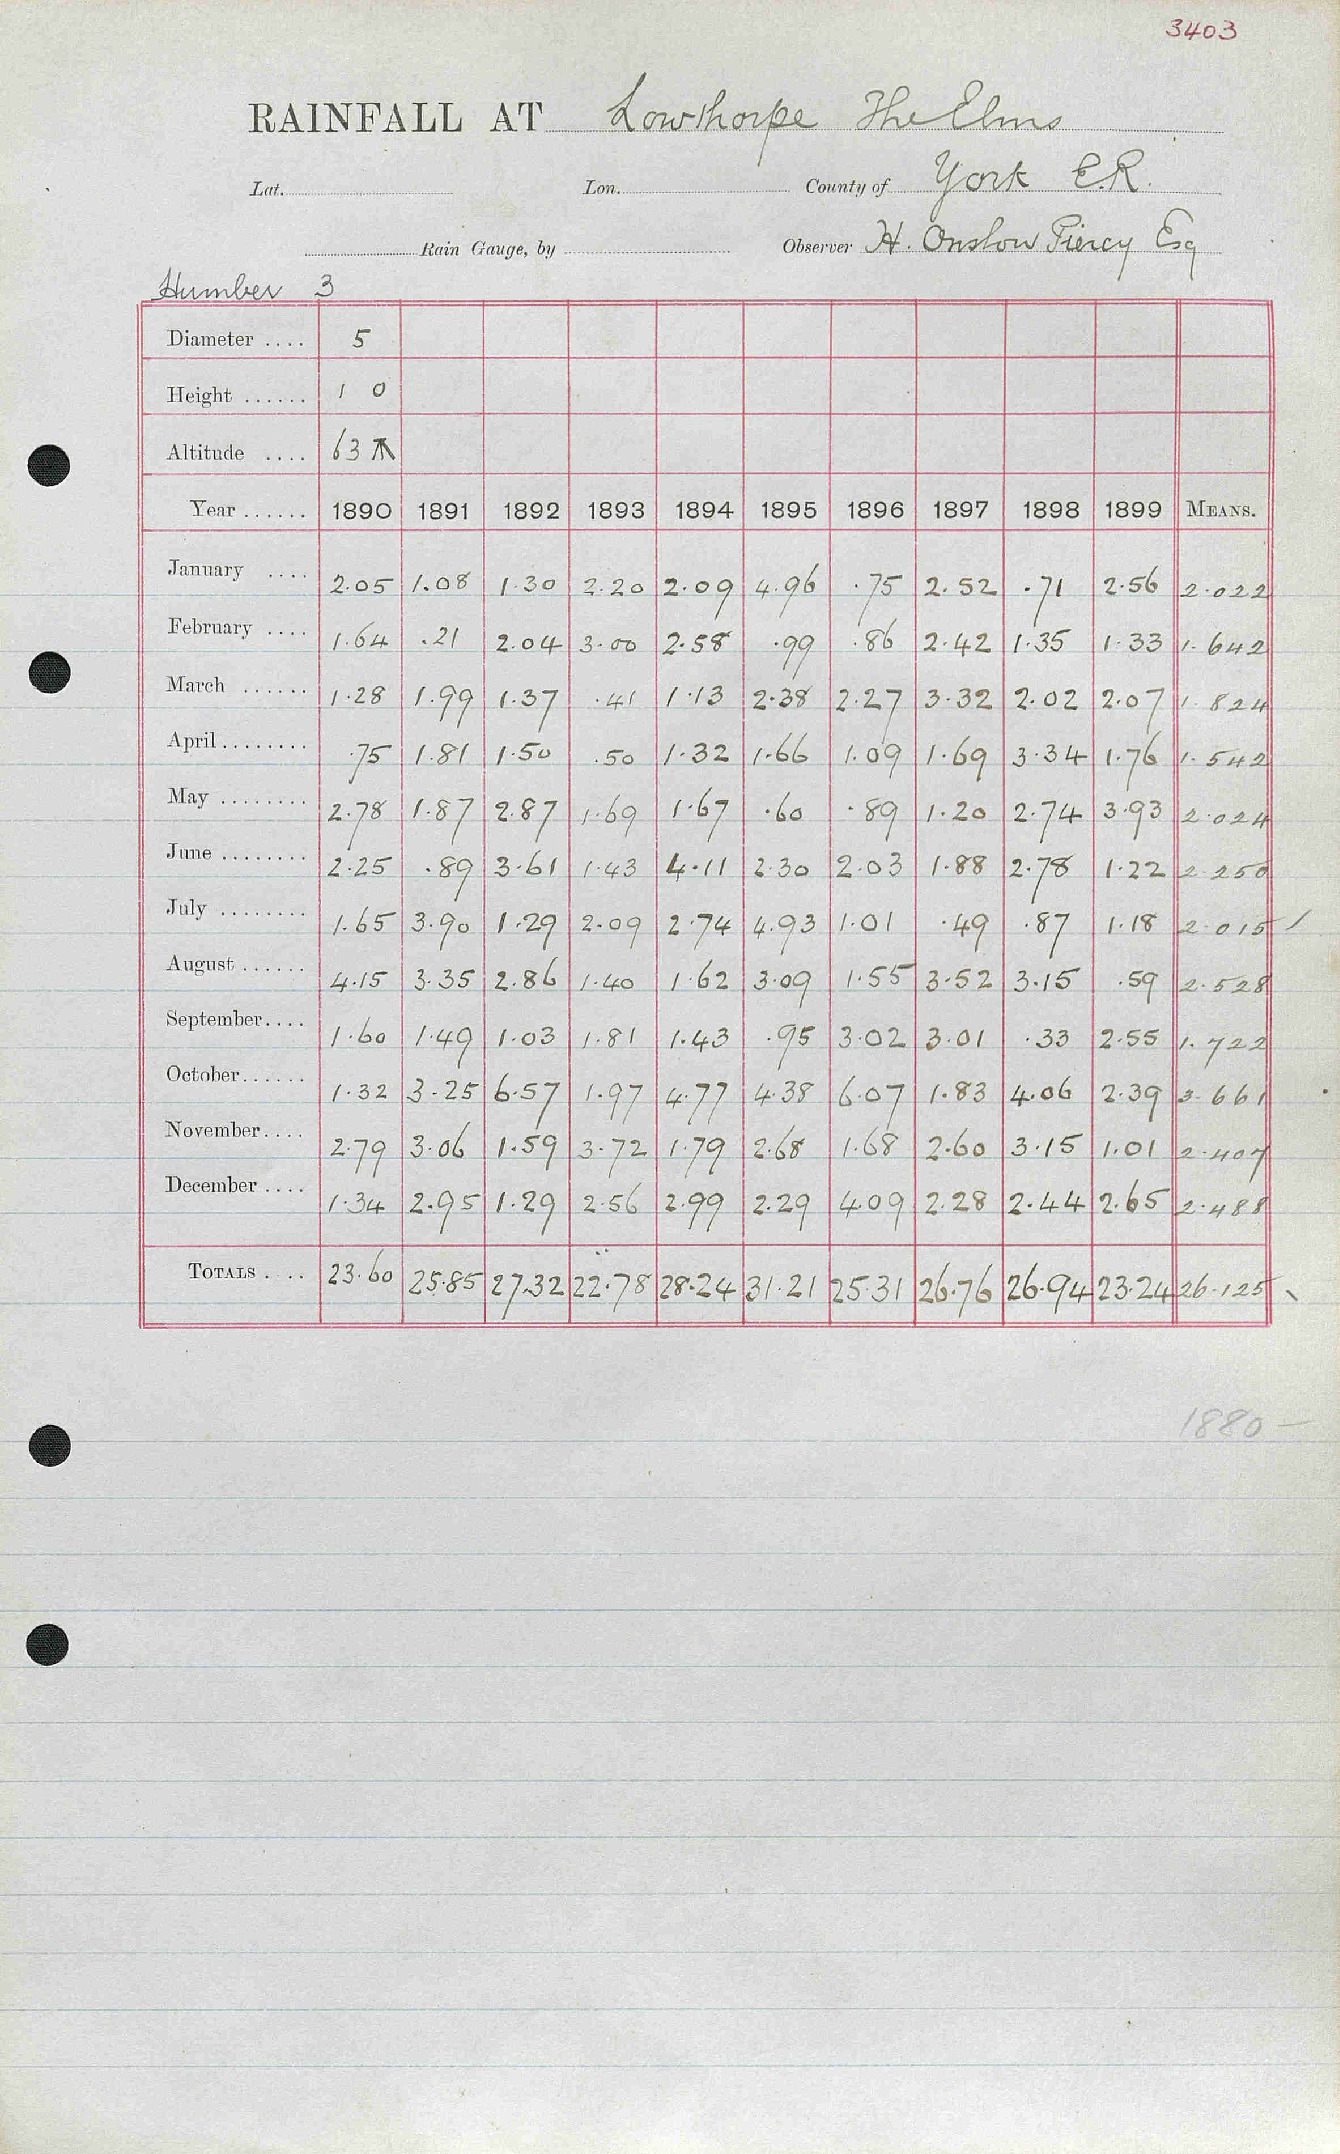 3403
RAINFALL AT Lowthorpe The Elms
Lat. Lon. County of York E.R.
Rain Gauge, by Observer H. Onslow Piercy Esq
Humber 3
Diameter .... 5
Height ...... 1 0
Altitude .... 63
Year ...... 1890 1891 1892 1893 1894 1895 1896 1897 1898 1899 MEANS.
January .... 2.05 1.08 1.30 2.20 2.09 4.96 .75 2.52 .71 2.56 2.022
February .... 1.64 .21 2.04 3.00 2.58 .99 .86 2.42 1.35 1.33 1.642
March ...... 1.28 1.99 1.37 .41 1.13 2.38 2.27 3.32 2.02 2.07 1.824
April ........ .75 1.81 1.50 .50 1.32 1.66 1.09 1.69 3.34 1.76 1.542
May ........ 2.78 1.87 2.87 1.69 1.67 .60 .89 1.20 2.74 3.93 2.024
June ........ 2.25 .89 3.61 1.43 4.11 2.30 2.03 1.88 2.78 1.22 2.250
July ........ 1.65 3.90 1.29 2.09 2.74 4.93 1.01 .49 .87 1.18 2.015 /
August ...... 4.15 3.35 2.86 1.40 1.62 3.09 1.55 3.52 3.15 .59 2.528
September .... 1.60 1.49 1.03 1.81 1.43 .95 3.02 3.01 .33 2.55 1.722
October ...... 1.32 3.25 6.57 1.97 4.77 4.38 6.07 1.83 4.06 2.39 3.661
November .... 2.79 3.06 1.59 3.72 1.79 2.68 1.68 2.60 3.15 1.01 2.407
December .... 1.34 2.95 1.29 2.56 2.99 2.29 4.09 2.28 2.44 2.65 2.488
TOTALS .... 23.60 25.85 27.32 22.78 28.24 31.21 25.31 26.76 26.94 23.24 26.125 \
1880 —